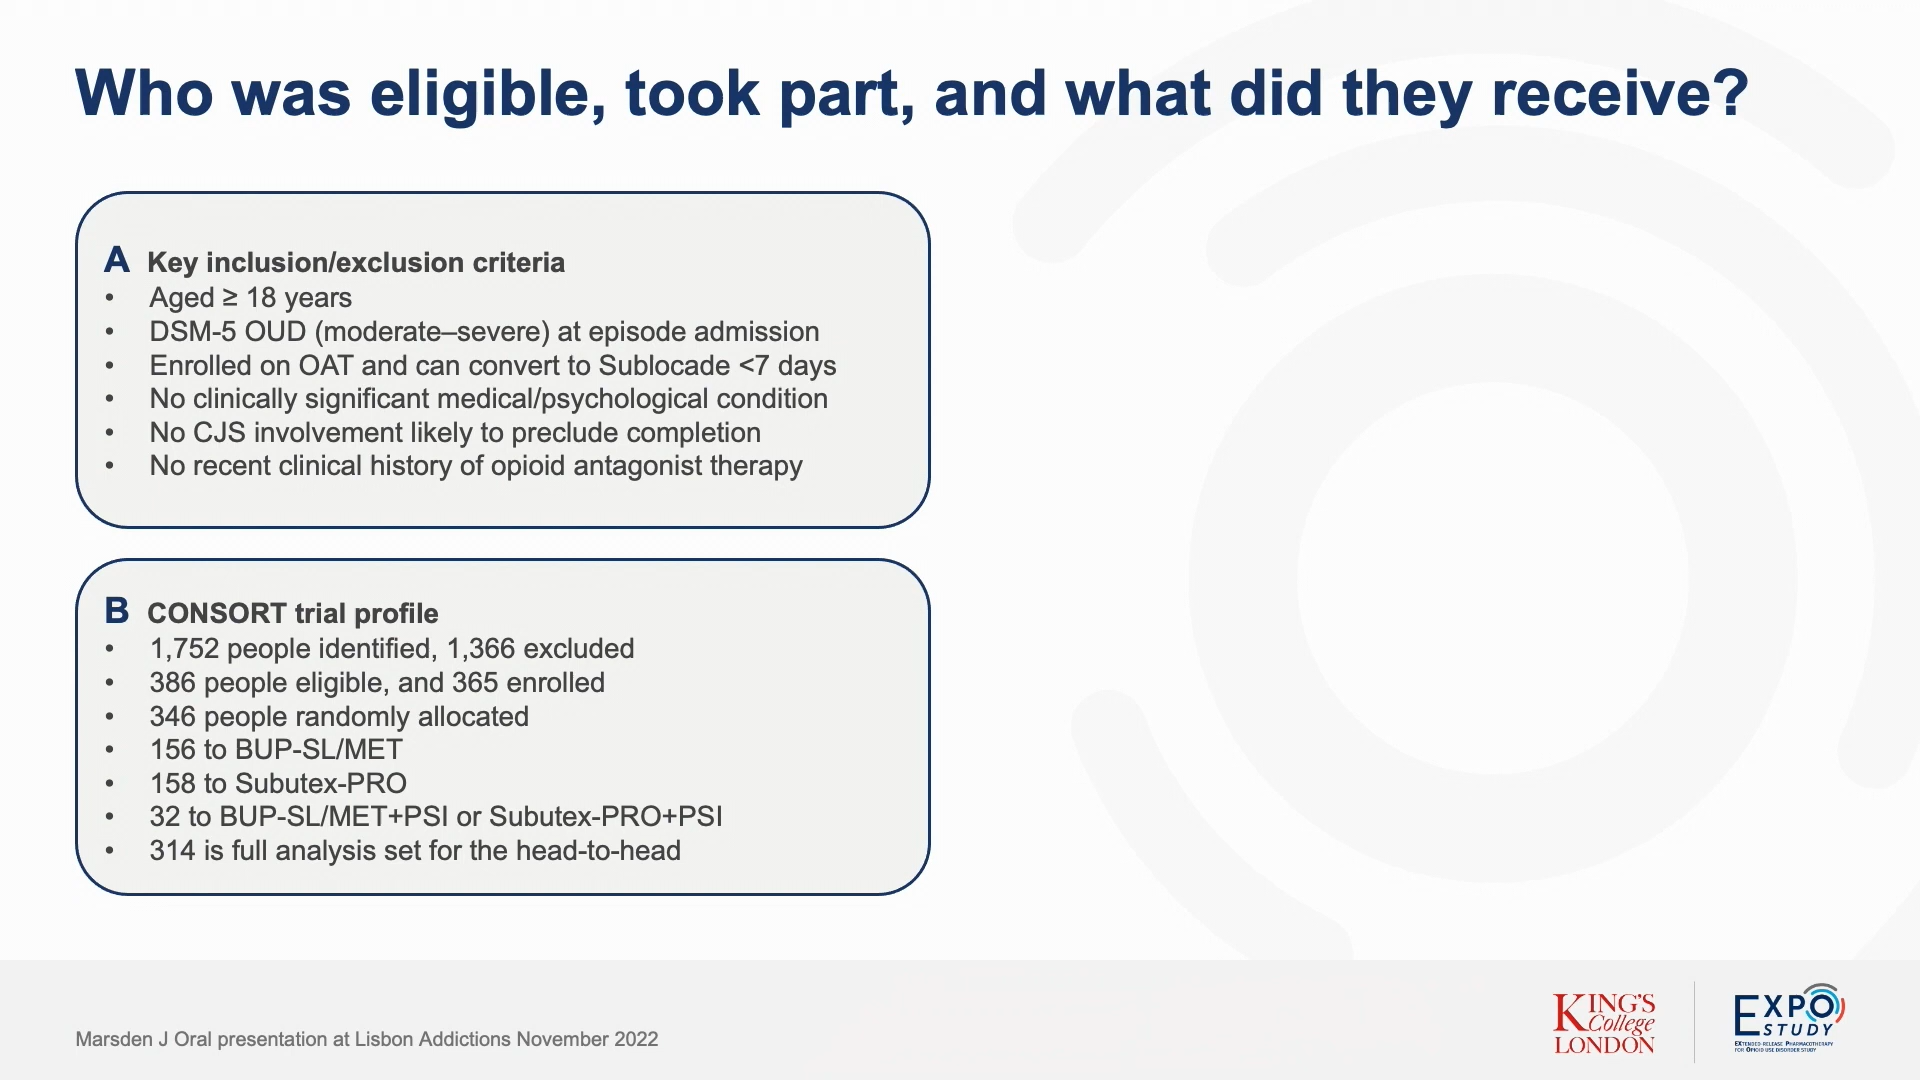 Who was eligible, took part, and what did they receive?
A Key inclusion/exclusion criteria
• Aged ≥ 18 years
• DSM-5 OUD (moderate–severe) at episode admission
• Enrolled on OAT and can convert to Sublocade <7 days
• No clinically significant medical/psychological condition
• No CJS involvement likely to preclude completion
• No recent clinical history of opioid antagonist therapy
B CONSORT trial profile
• 1,752 people identified, 1,366 excluded
• 386 people eligible, and 365 enrolled
• 346 people randomly allocated
• 156 to BUP-SL/MET
• 158 to Subutex-PRO
• 32 to BUP-SL/MET+PSI or Subutex-PRO+PSI
• 314 is full analysis set for the head-to-head
Marsden J Oral presentation at Lisbon Addictions November 2022
KING'S
College
LONDON
EXPO
STUDY
EXTENDED RELEASE PHARMACOTHERAPY
FOR OPIOID USE DISORDER STUDY